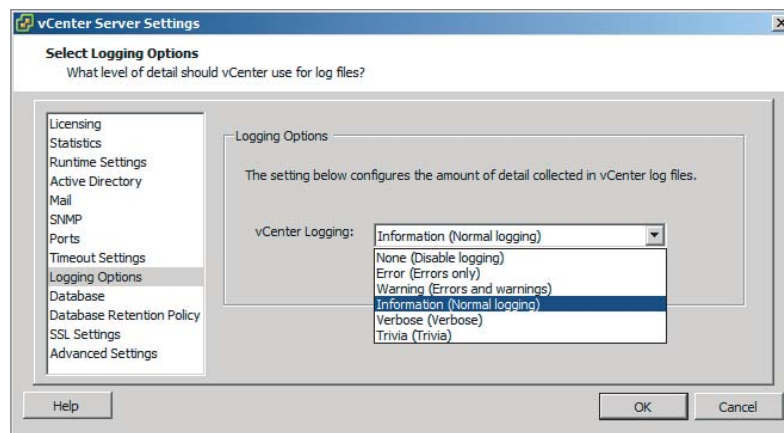 vCenter Server Settings
Select Logging Options
What level of detail should vCenter use for log files?
Licensing
Statistics
Runtime Settings
Active Directory
Mail
SNMP
Ports
Timeout Settings
Logging Options
Database
Database Retention Policy
SSL Settings
Advanced Settings
Logging Options
The setting below configures the amount of detail collected in vCenter log files.
vCenter Logging: Information (Normal logging)
None (Disable logging)
Error (Errors only)
Warning (Errors and warnings)
Information (Normal logging)
Verbose (Verbose)
Trivia (Trivia)
Help OK Cancel